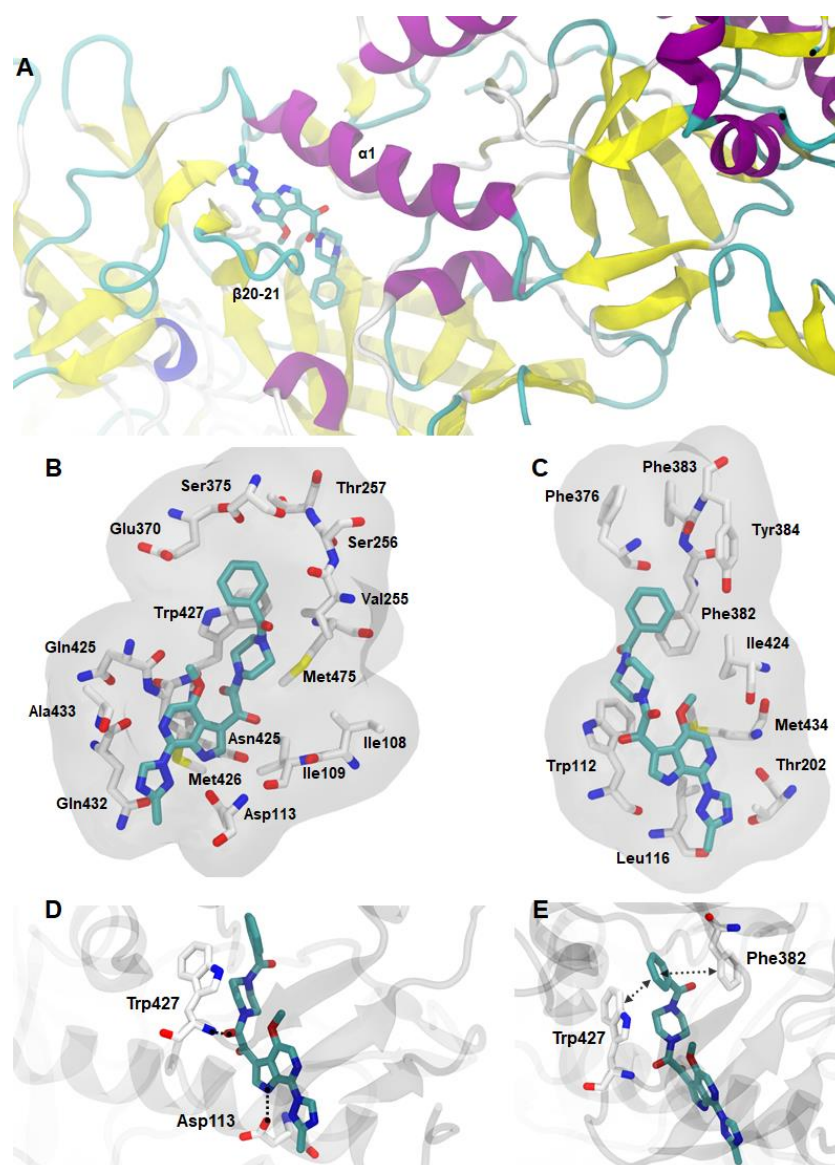 A
α1
β20-21
B
Ser375
Thr257
Glu370
Ser256
Trp427
Val255
Gln425
Met475
Ala433
Asn425
Ile108
Met426
Ile109
Gln432
Asp113
C
Phe383
Phe376
Tyr384
Phe382
Ile424
Met434
Trp112
Thr202
Leu116
D
Trp427
Asp113
E
Phe382
Trp427